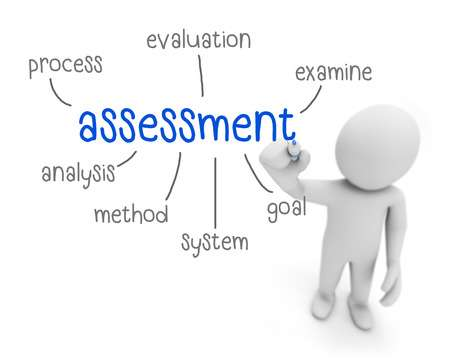 evaluation
process
examine
assessment
analysis
method
goal
system